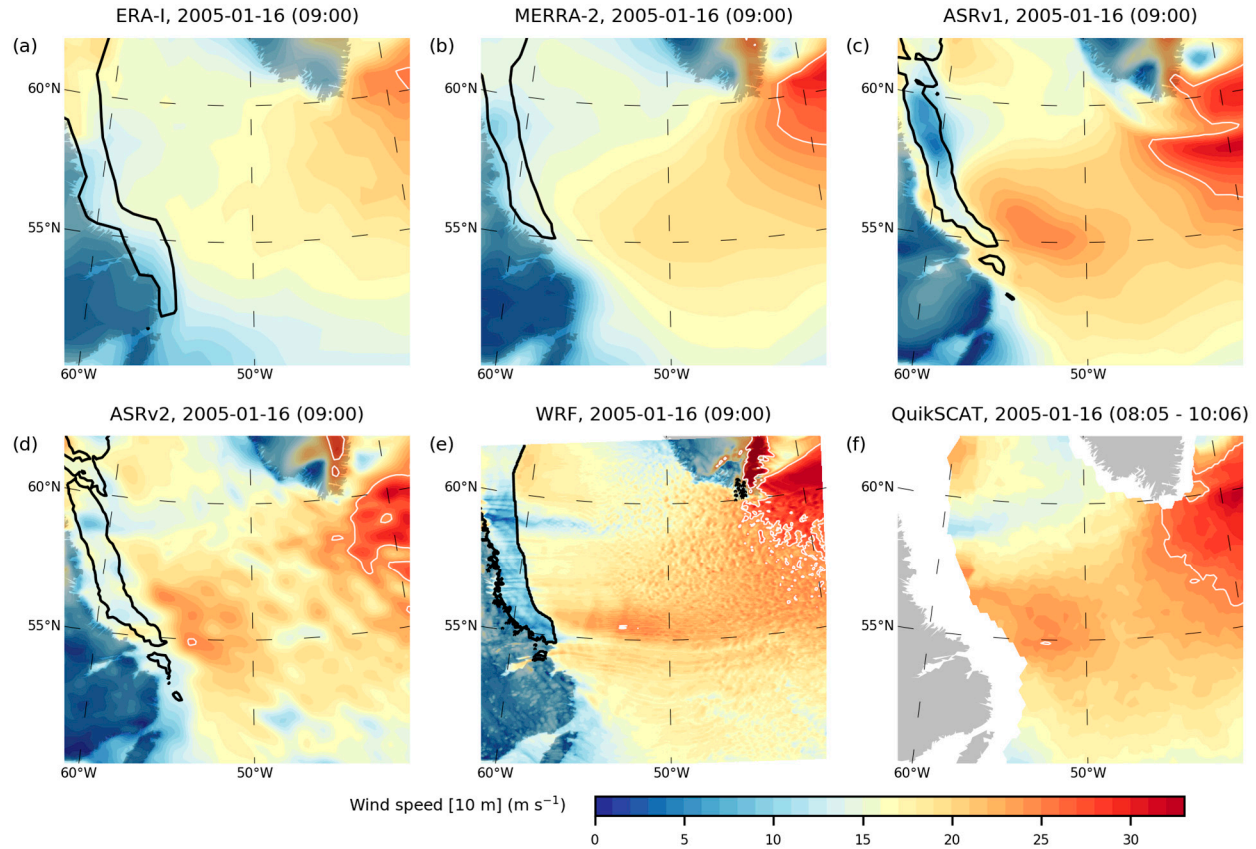 ERA-I, 2005-01-16 (09:00)
MERRA-2, 2005-01-16 (09:00)
ASRv1, 2005-01-16 (09:00)
(a)
(b)
(c)
60°N
60°N
60°N
55°N
55°N
55°N
60°W
50°W
60°W
50°W
60°W
50°W
ASRv2, 2005-01-16 (09:00)
WRF, 2005-01-16 (09:00)
QuikSCAT, 2005-01-16 (08:05 - 10:06)
(d)
(e)
(f)
60°N
60°N
60°N
55°N
55°N
55°N
60°W
50°W
60°W
50°W
60°W
50°W
Wind speed [10 m] (m s⁻¹)
0 5 10 15 20 25 30